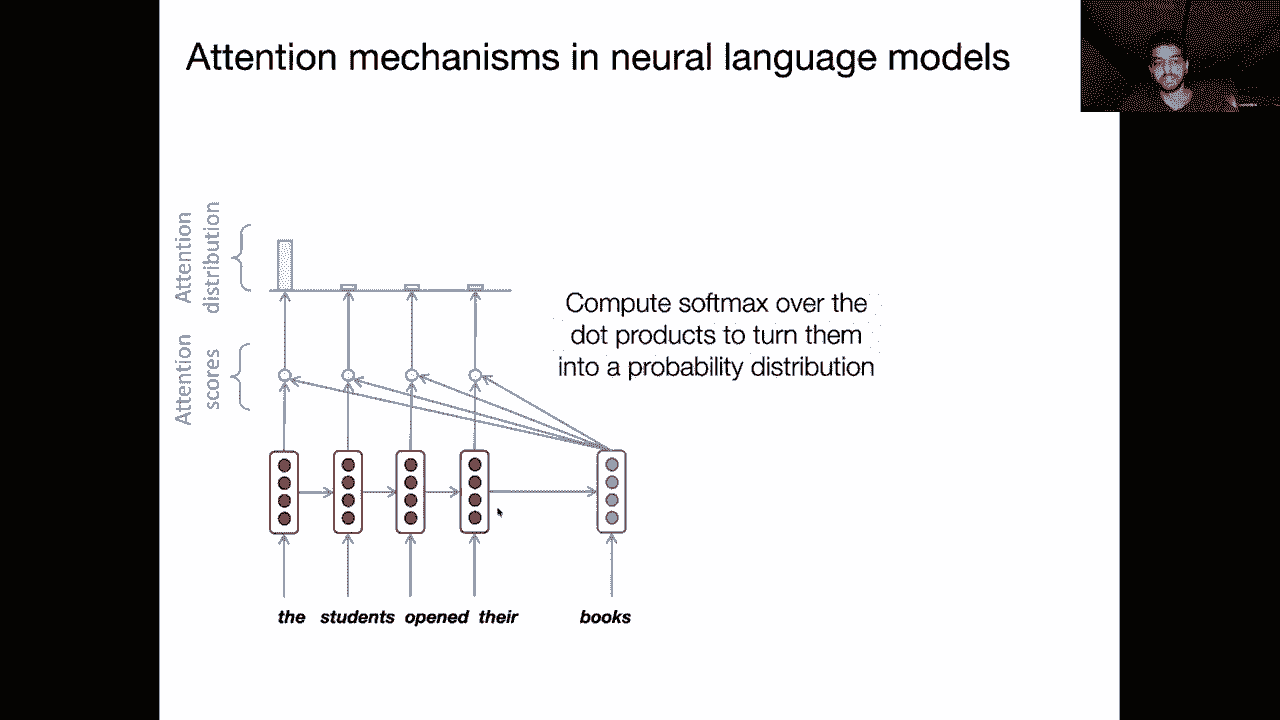 Attention mechanisms in neural language models
Attention
distribution
Compute softmax over the
dot products to turn them
into a probability distribution
Attention
scores
the students opened their books